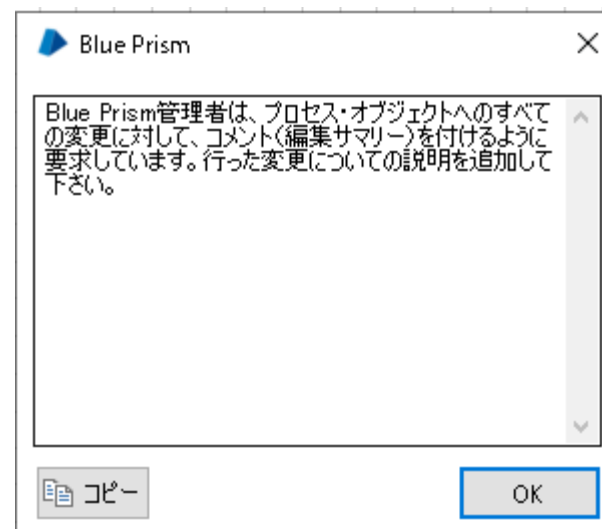 Blue Prism
Blue Prism管理者は、プロセス・オブジェクトへのすべて
の変更に対して、コメント(編集サマリー)を付けるように
要求しています。行った変更についての説明を追加して
下さい。
コピー
OK